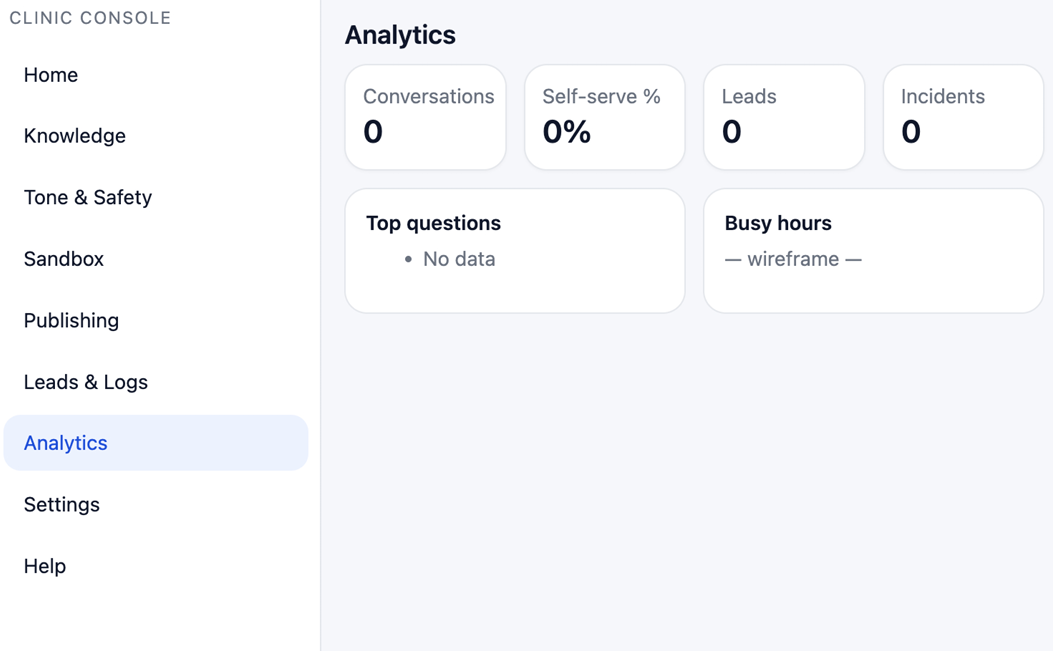 CLINIC CONSOLE
Home
Knowledge
Tone & Safety
Sandbox
Publishing
Leads & Logs
Analytics
Settings
Help
Analytics
Conversations
0
Self-serve %
0%
Leads
0
Incidents
0
Top questions
• No data
Busy hours
— wireframe —